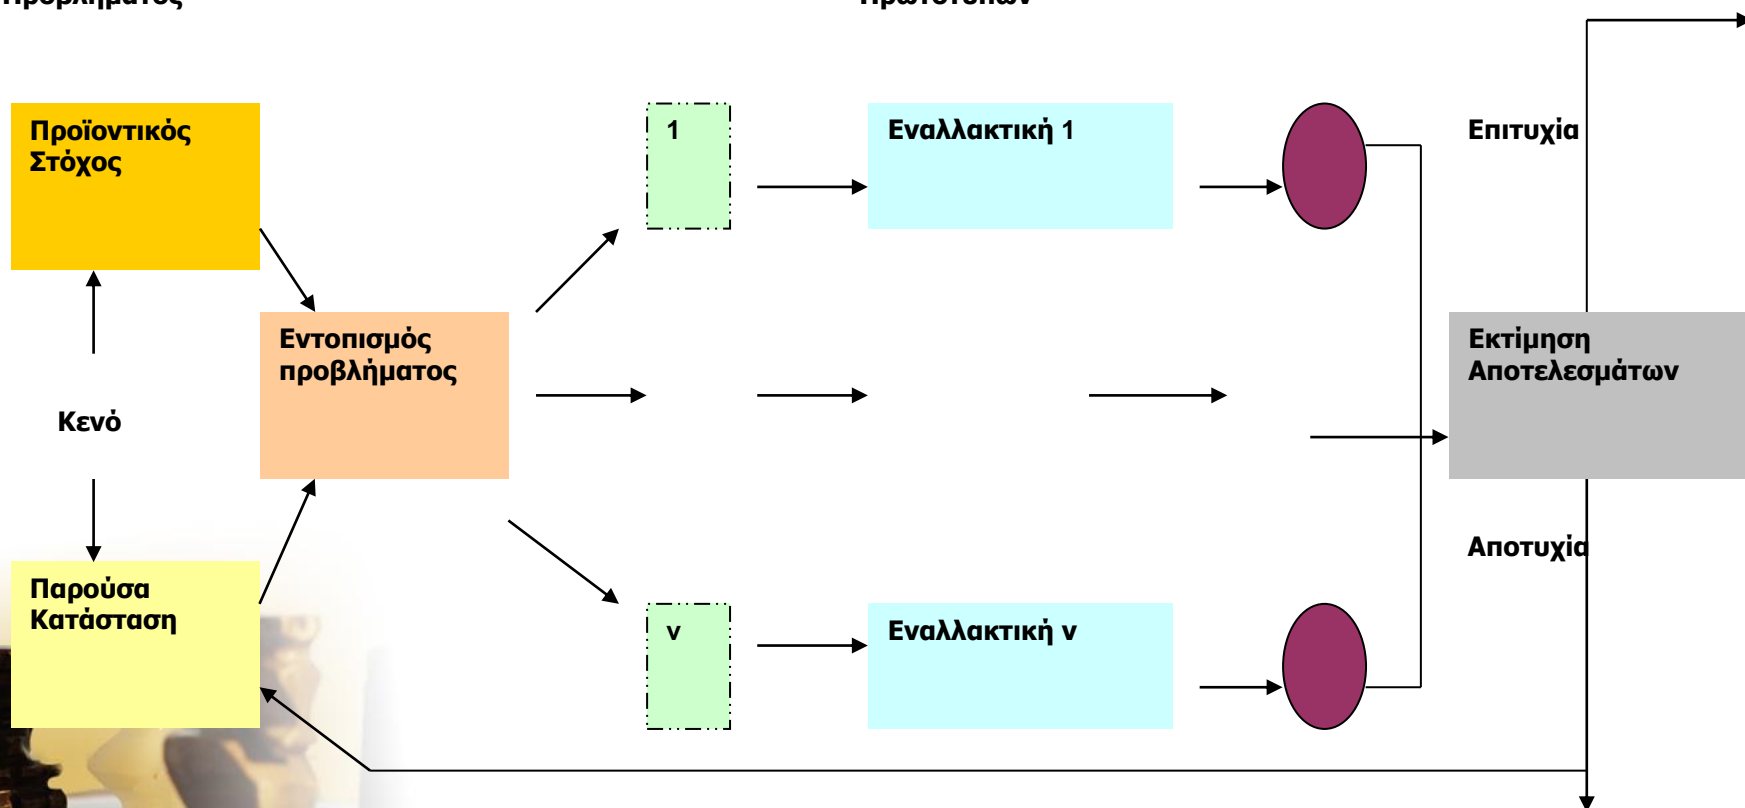 Προϊοντικός
Στόχος
1
Εναλλακτική 1
Επιτυχία
Εντοπισμός
προβλήματος
Εκτίμηση
Αποτελεσμάτων
Κενό
Αποτυχία
Παρούσα
Κατάσταση
ν
Εναλλακτική ν